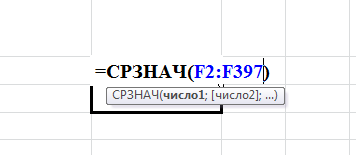 =СРЗНАЧ(F2:F397)
СРЗНАЧ(число1; [число2]; ...)